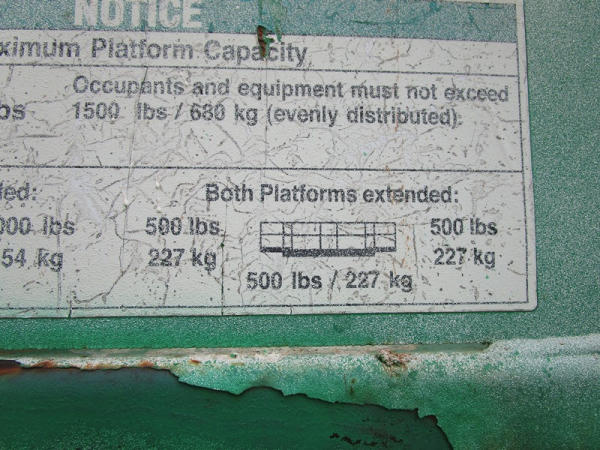 NOTICE
ximum Platform Capacity
Occupants and equipment must not exceed
bs 1500 lbs / 680 kg (evenly distributed).
ded: Both Platforms extended:
000 lbs 500 lbs 500 lbs
54 kg 227 kg 227 kg
500 lbs / 227 kg